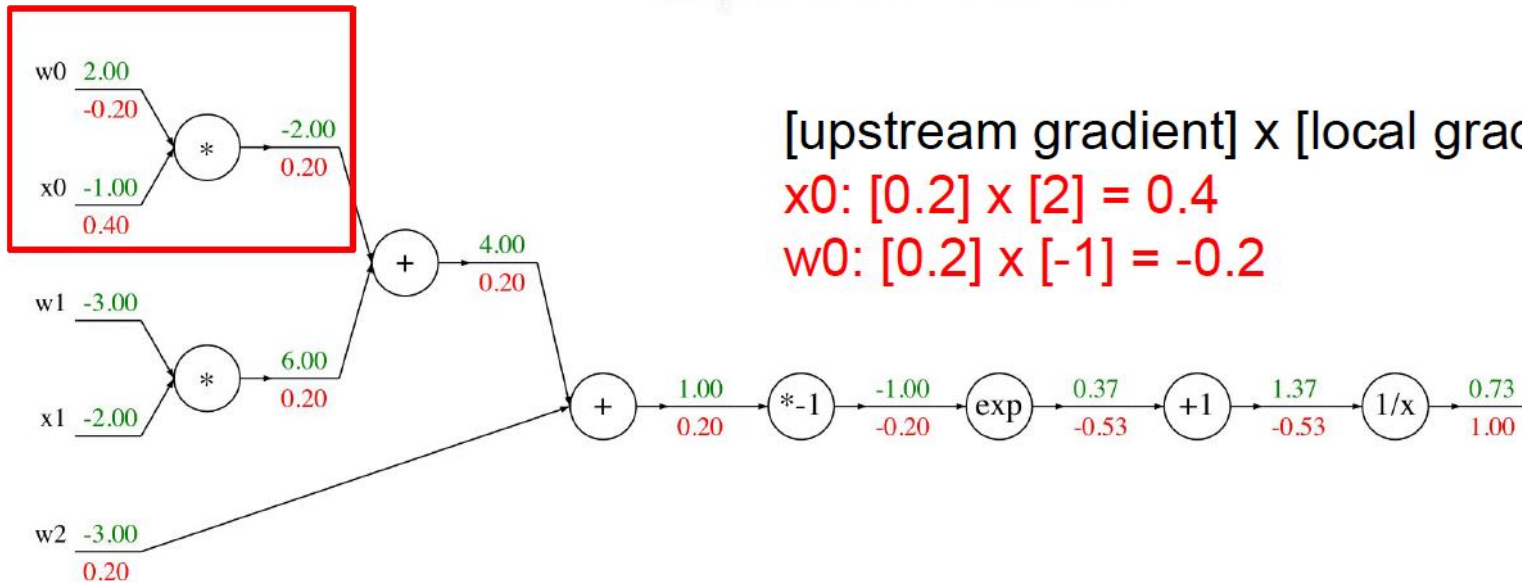 w0 2.00
-0.20
*
-2.00
0.20
x0 -1.00
0.40
[upstream gradient] x [local grad
x0: [0.2] x [2] = 0.4
w0: [0.2] x [-1] = -0.2
+
4.00
0.20
w1 -3.00
*
6.00
0.20
x1 -2.00
+
1.00
0.20
*-1
-1.00
-0.20
exp
0.37
-0.53
+1
1.37
-0.53
1/x
0.73
1.00
w2 -3.00
0.20